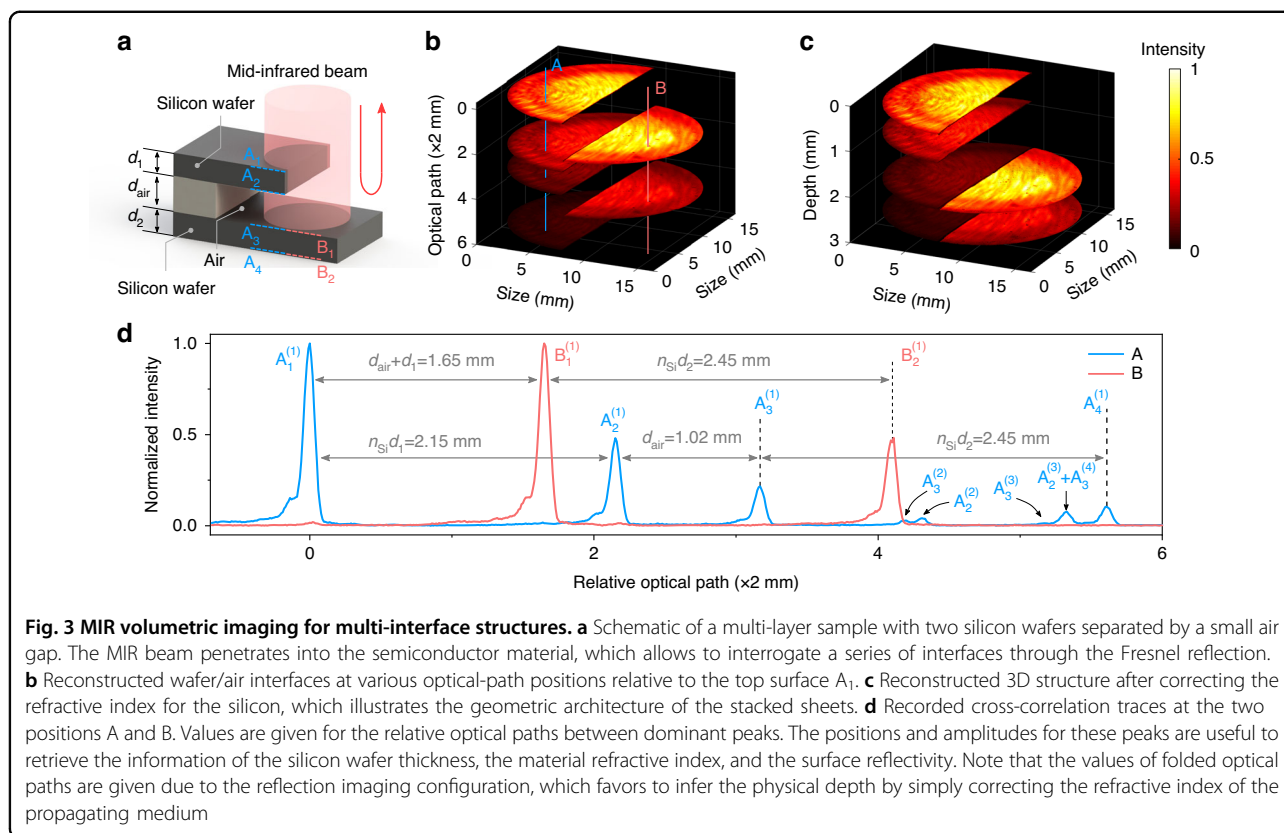 a
Mid-infrared beam
Silicon wafer
d₁
d_air
d₂
A₁
A₂
A₃
A₄
B₁
B₂
Air
Silicon wafer
b
A
B
Optical path (×2 mm)
0
2
4
6
0
5
10
15
Size (mm)
0
5
10
15
Size (mm)
c
Depth (mm)
0
1
2
3
0
5
10
15
Size (mm)
0
5
10
15
Size (mm)
Intensity
1
0.5
0
d
Normalized intensity
1.0
0.5
0.0
A₁⁽¹⁾
d_air+d₁=1.65 mm
B₁⁽¹⁾
n_Si d₂=2.45 mm
B₂⁽¹⁾
A
B
n_Si d₁=2.15 mm
A₂⁽¹⁾
d_air=1.02 mm
A₃⁽¹⁾
n_Si d₂=2.45 mm
A₄⁽¹⁾
A₃⁽²⁾
A₂⁽²⁾
A₃⁽³⁾
A₂⁽³⁾+A₃⁽⁴⁾
0
2
4
6
Relative optical path (×2 mm)
Fig. 3 MIR volumetric imaging for multi-interface structures. a Schematic of a multi-layer sample with two silicon wafers separated by a small air
gap. The MIR beam penetrates into the semiconductor material, which allows to interrogate a series of interfaces through the Fresnel reflection.
b Reconstructed wafer/air interfaces at various optical-path positions relative to the top surface A₁. c Reconstructed 3D structure after correcting the
refractive index for the silicon, which illustrates the geometric architecture of the stacked sheets. d Recorded cross-correlation traces at the two
positions A and B. Values are given for the relative optical paths between dominant peaks. The positions and amplitudes for these peaks are useful to
retrieve the information of the silicon wafer thickness, the material refractive index, and the surface reflectivity. Note that the values of folded optical
paths are given due to the reflection imaging configuration, which favors to infer the physical depth by simply correcting the refractive index of the
propagating medium